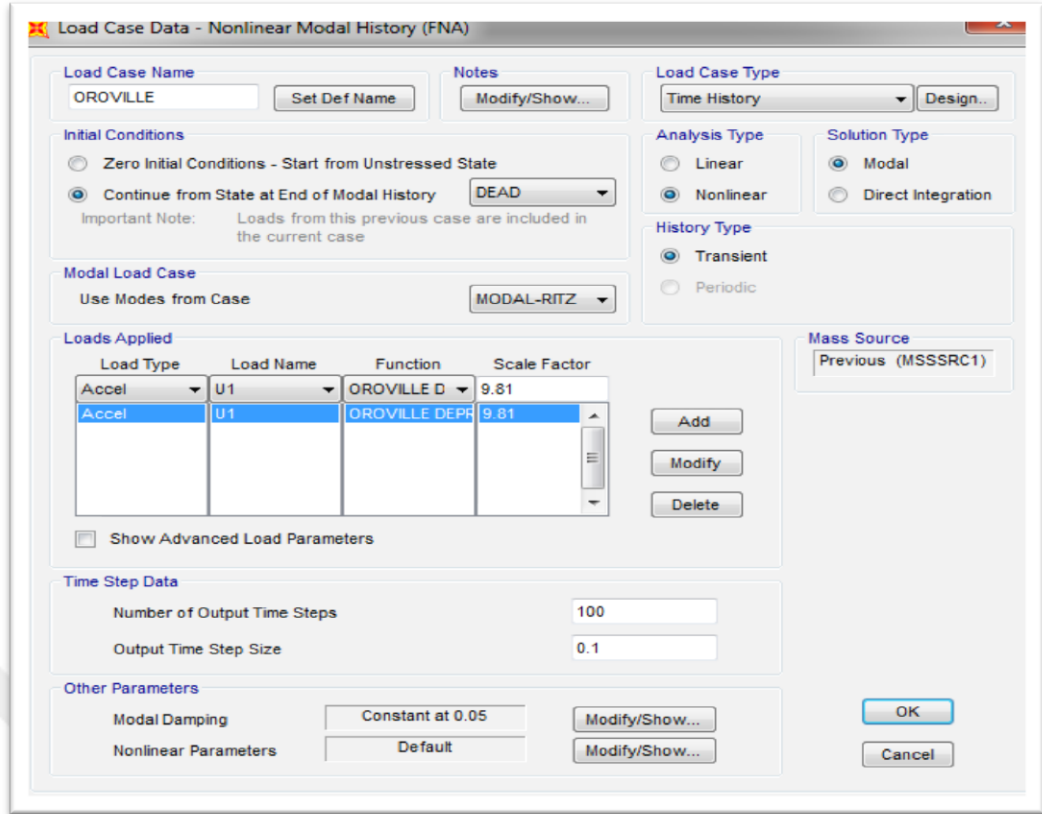 Load Case Data - Nonlinear Modal History (FNA)
Load Case Name
OROVILLE
Set Def Name
Notes
Modify/Show...
Load Case Type
Time History
Design..
Initial Conditions
Zero Initial Conditions - Start from Unstressed State
Continue from State at End of Modal History
DEAD
Important Note: Loads from this previous case are included in
the current case
Analysis Type
Linear
Nonlinear
Solution Type
Modal
Direct Integration
History Type
Transient
Periodic
Modal Load Case
Use Modes from Case
MODAL-RITZ
Loads Applied
Load Type Load Name Function Scale Factor
Accel U1 OROVILLE D 9.81
Accel U1 OROVILLE DEPR 9.81
Add
Modify
Delete
Show Advanced Load Parameters
Mass Source
Previous (MSSSRC1)
Time Step Data
Number of Output Time Steps 100
Output Time Step Size 0.1
Other Parameters
Modal Damping Constant at 0.05 Modify/Show...
Nonlinear Parameters Default Modify/Show...
OK
Cancel